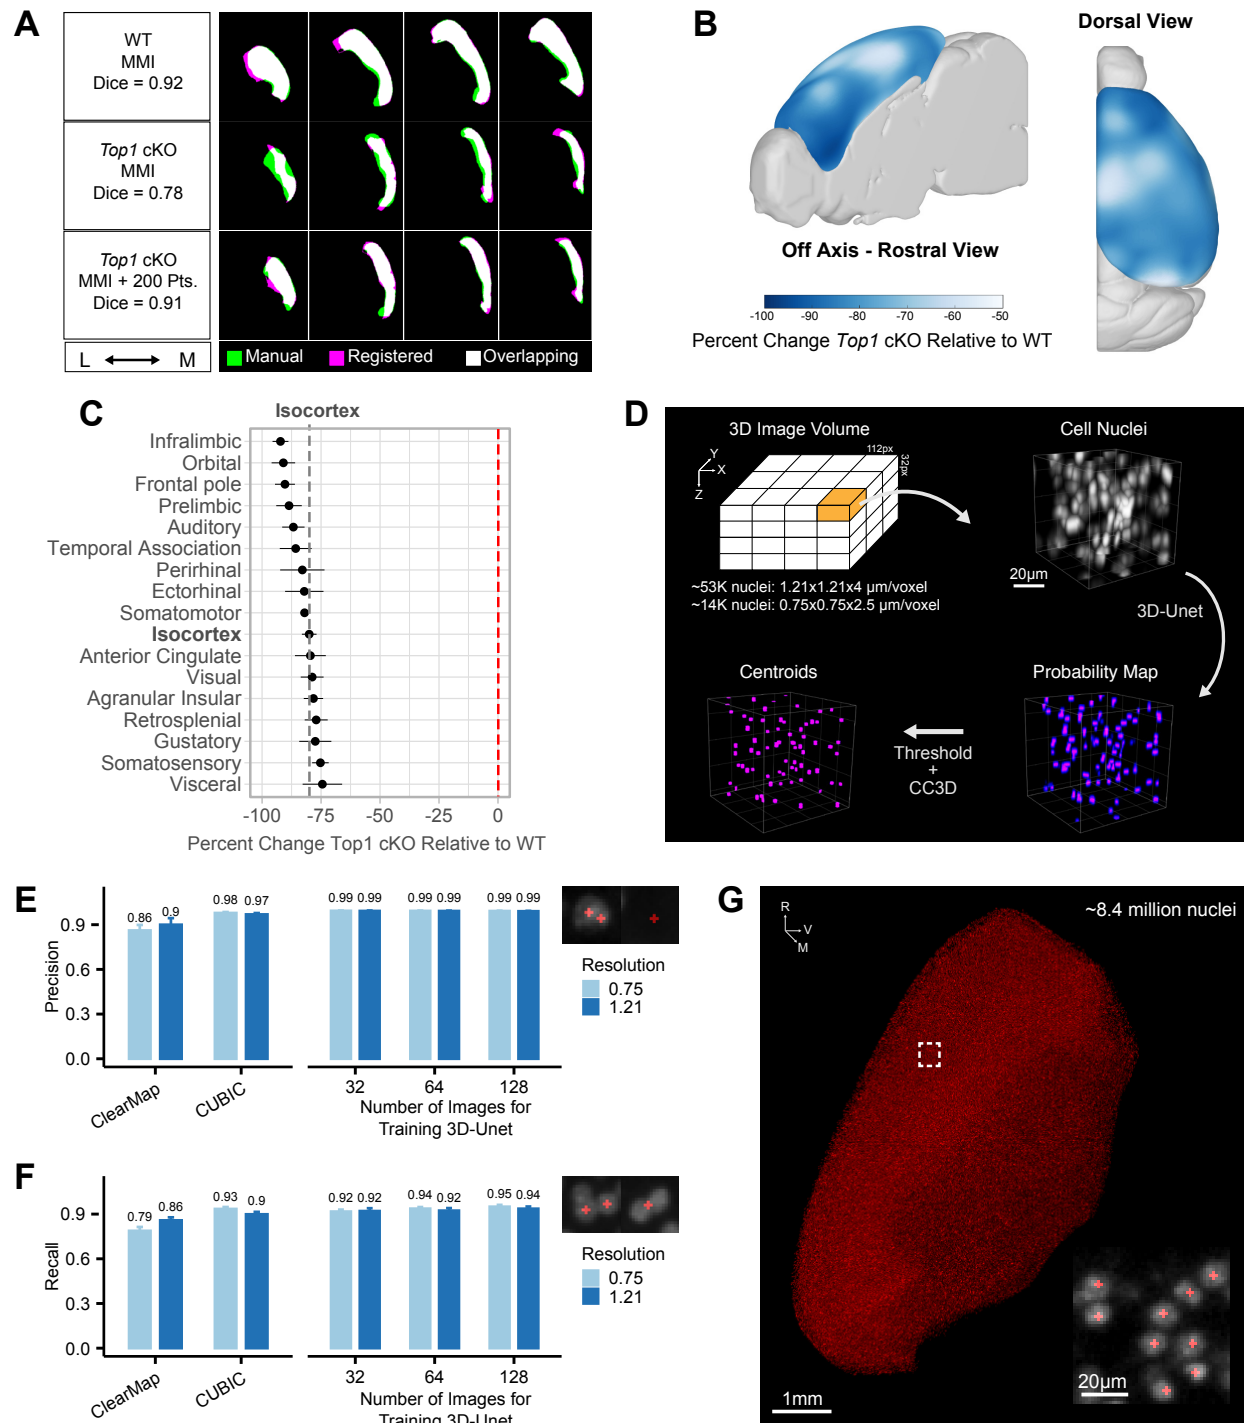 A
WT
MMI
Dice = 0.92
Top1 cKO
MMI
Dice = 0.78
Top1 cKO
MMI + 200 Pts.
Dice = 0.91
L M
Manual Registered Overlapping
B
Dorsal View
Off Axis - Rostral View
-100 -90 -80 -70 -60 -50
Percent Change Top1 cKO Relative to WT
C
Isocortex
Infralimbic
Orbital
Frontal pole
Prelimbic
Auditory
Temporal Association
Perirhinal
Ectorhinal
Somatomotor
Isocortex
Anterior Cingulate
Visual
Agranular Insular
Retrosplenial
Gustatory
Somatosensory
Visceral
-100 -75 -50 -25 0
Percent Change Top1 cKO Relative to WT
D
3D Image Volume
Cell Nuclei
112px
32px
Y
X
Z
~53K nuclei: 1.21x1.21x4 µm/voxel
~14K nuclei: 0.75x0.75x2.5 µm/voxel
20µm
3D-Unet
Centroids
Probability Map
Threshold
+
CC3D
E
Precision
0.9
0.6
0.3
0.0
0.86 0.9 0.98 0.97 0.99 0.99 0.99 0.99 0.99 0.99
ClearMap CUBIC 32 64 128
Number of Images for
Training 3D-Unet
Resolution
0.75
1.21
F
Recall
0.9
0.6
0.3
0.0
0.79 0.86 0.93 0.9 0.92 0.92 0.94 0.92 0.95 0.94
ClearMap CUBIC 32 64 128
Number of Images for
Training 3D-Unet
Resolution
0.75
1.21
G
R
V
M
~8.4 million nuclei
1mm
20µm